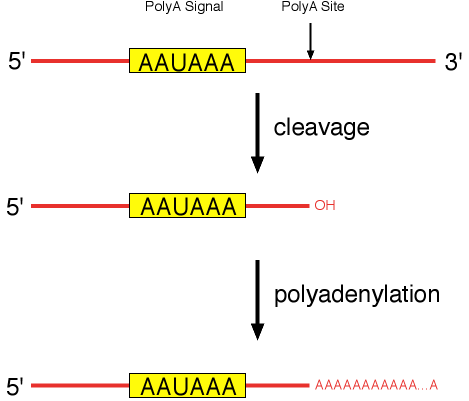 PolyA Signal PolyA Site
5' AAUAAA 3'
cleavage
5' AAUAAA OH
polyadenylation
5' AAUAAA AAAAAAAAAAA...A